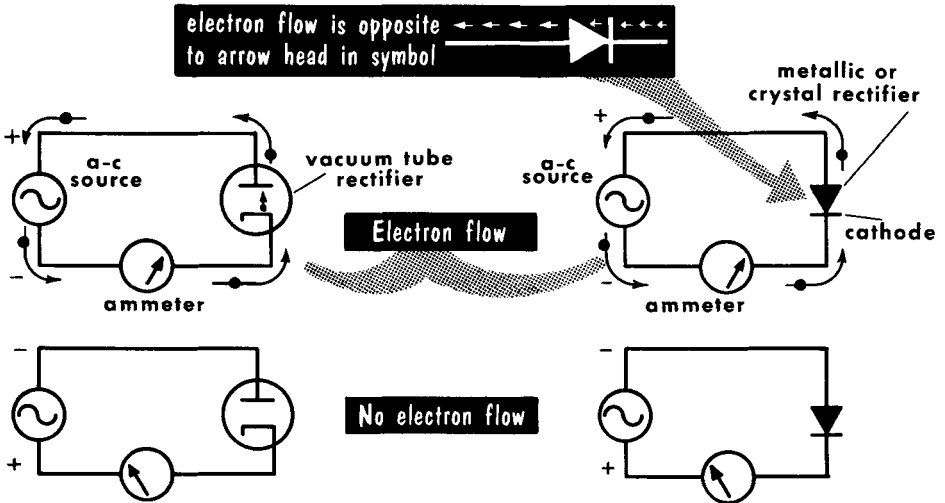 electron flow is opposite
to arrow head in symbol
metallic or
crystal rectifier
+
a-c
source
vacuum tube
rectifier
+
a-c
source
Electron flow
cathode
-
ammeter
-
ammeter
-
-
No electron flow
+
+